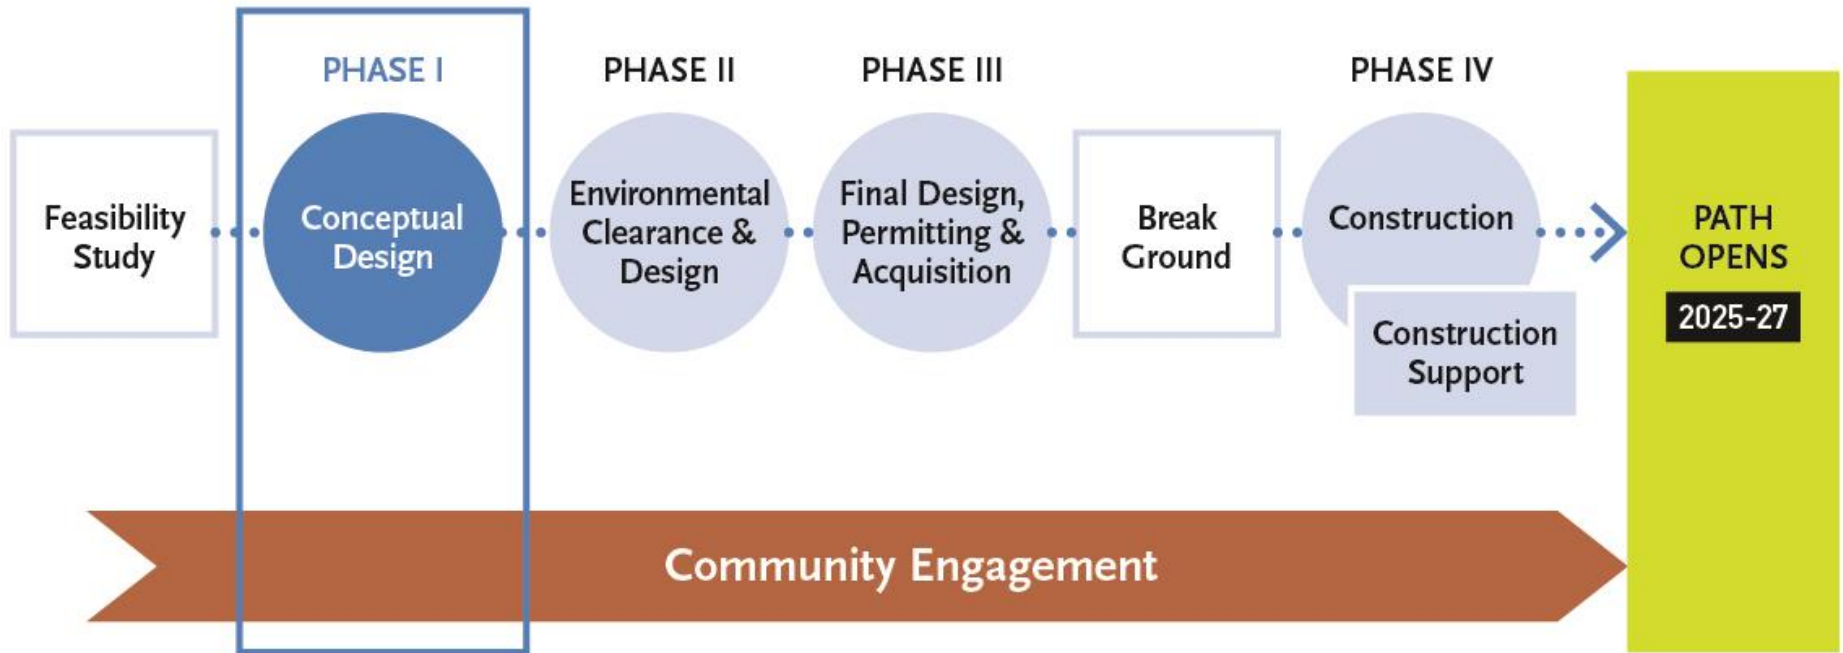 PHASE I
PHASE II
PHASE III
PHASE IV
Feasibility
Study
Conceptual
Design
Environmental
Clearance &
Design
Final Design,
Permitting &
Acquisition
Break
Ground
Construction
Construction
Support
PATH
OPENS
2025-27
Community Engagement